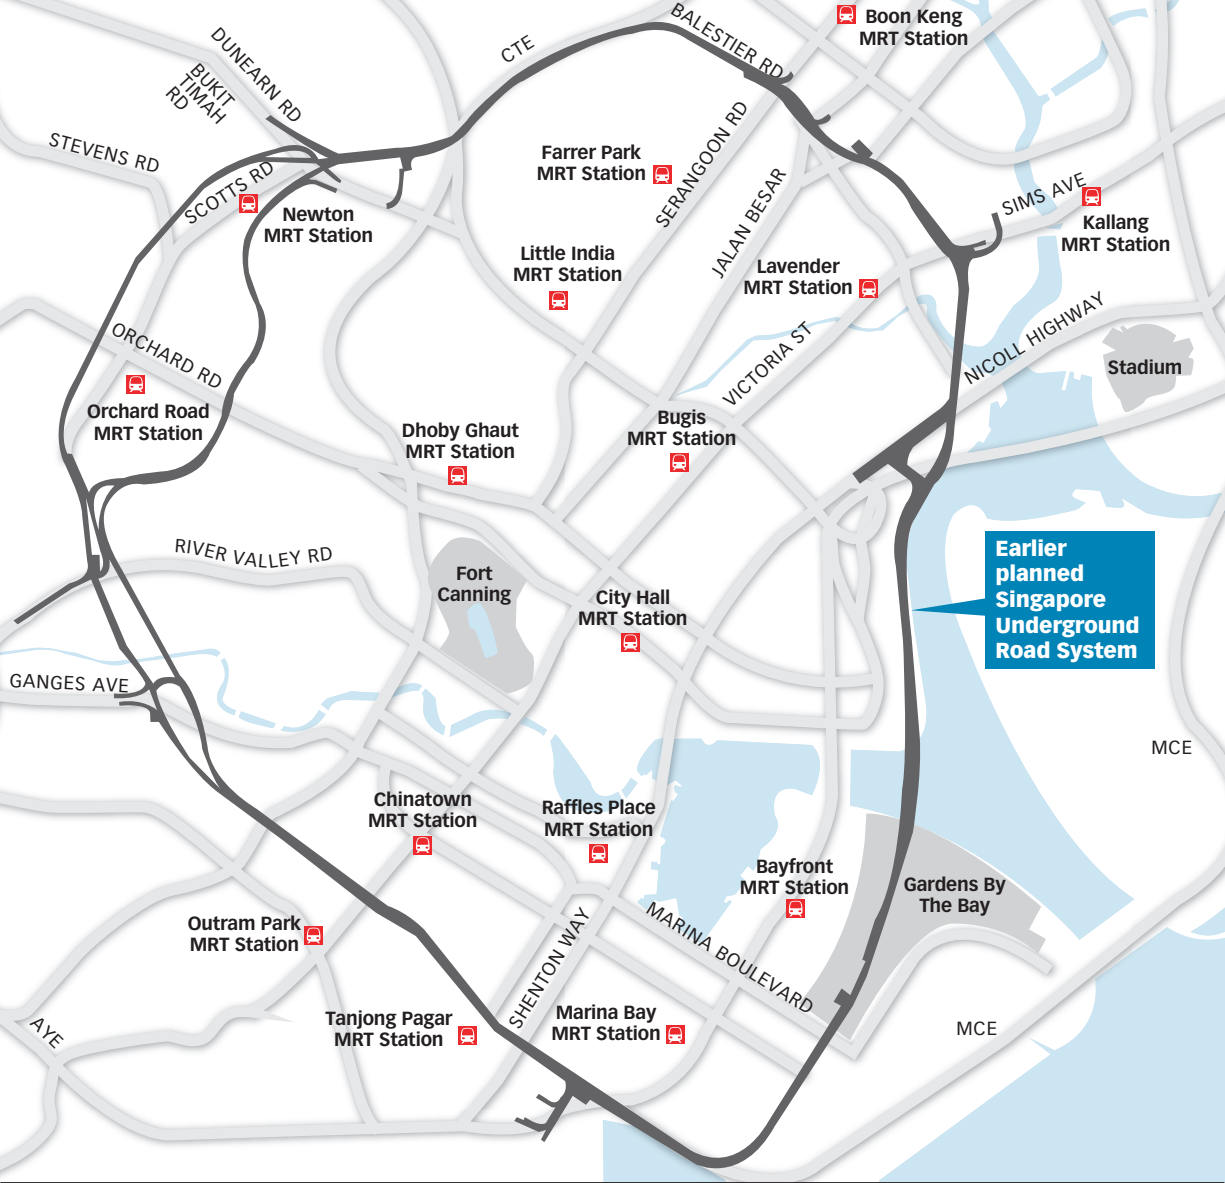 Boon Keng
MRT Station
BALESTIER RD
CTE
DUNEARN RD
BUKIT
TIMAH
RD
STEVENS RD
SCOTTS RD
Newton
MRT Station
Farrer Park
MRT Station
SERANGOON RD
JALAN BESAR
SIMS AVE
Kallang
MRT Station
Little India
MRT Station
Lavender
MRT Station
VICTORIA ST
NICOLL HIGHWAY
Stadium
ORCHARD RD
Orchard Road
MRT Station
Dhoby Ghaut
MRT Station
Bugis
MRT Station
RIVER VALLEY RD
Fort
Canning
City Hall
MRT Station
Earlier
planned
Singapore
Underground
Road System
GANGES AVE
MCE
Chinatown
MRT Station
Raffles Place
MRT Station
Bayfront
MRT Station
Gardens By
The Bay
Outram Park
MRT Station
SHENTON WAY
MARINA BOULEVARD
AYE
Tanjong Pagar
MRT Station
Marina Bay
MRT Station
MCE